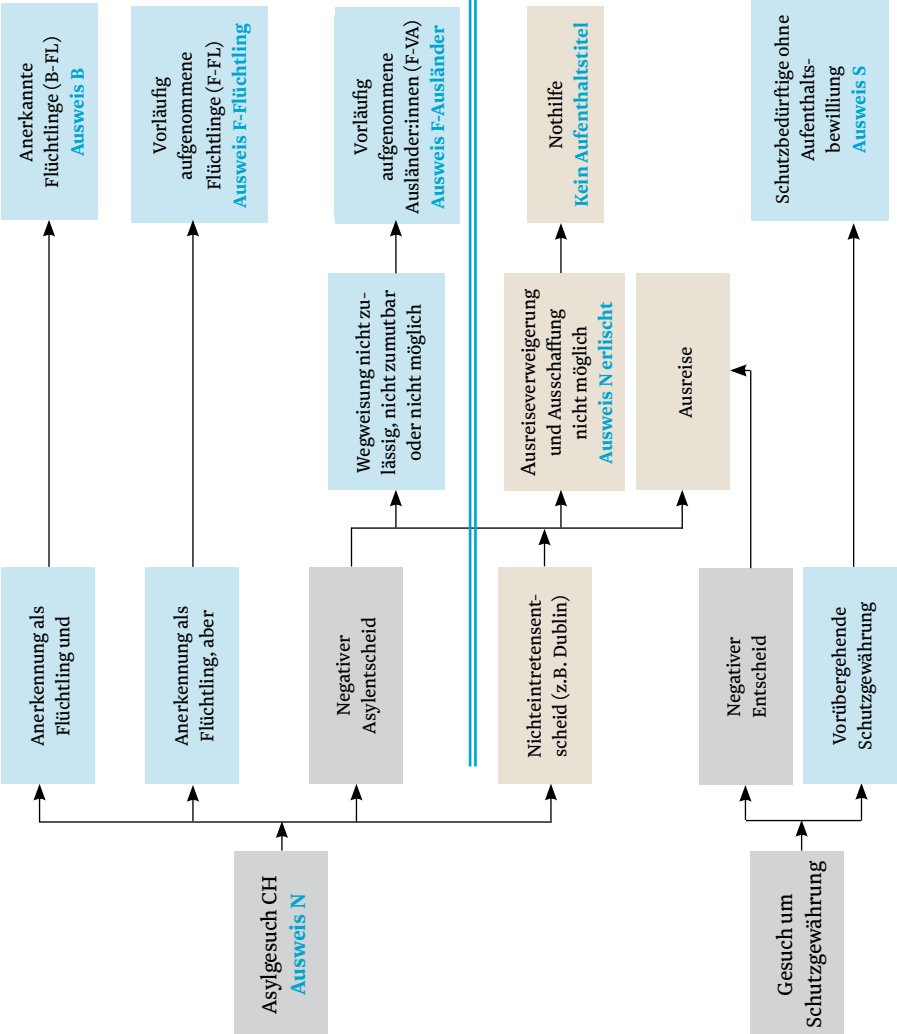 Asylgesuch CH
Ausweis N
Anerkennung als
Flüchtling und
Anerkannte
Flüchtlinge (B-FL)
Ausweis B
Anerkennung als
Flüchtling, aber
Vorläufig
aufgenommene
Flüchtlinge (F-FL)
Ausweis F-Flüchtling
Negativer
Asylentscheid
Wegweisung nicht zu-
lässig, nicht zumutbar
oder nicht möglich
Vorläufig
aufgenommene
Ausländer:innen (F-VA)
Ausweis F-Ausländer
Nichteintretensent-
scheid (z.B. Dublin)
Ausreiseverweigerung
und Ausschaffung
nicht möglich
Ausweis N erlischt
Nothilfe
Kein Aufenthaltstitel
Ausreise
Gesuch um
Schutzgewährung
Negativer
Entscheid
Vorübergehende
Schutzgewährung
Schutzbedürftige ohne
Aufenthalts-
bewilliung
Ausweis S